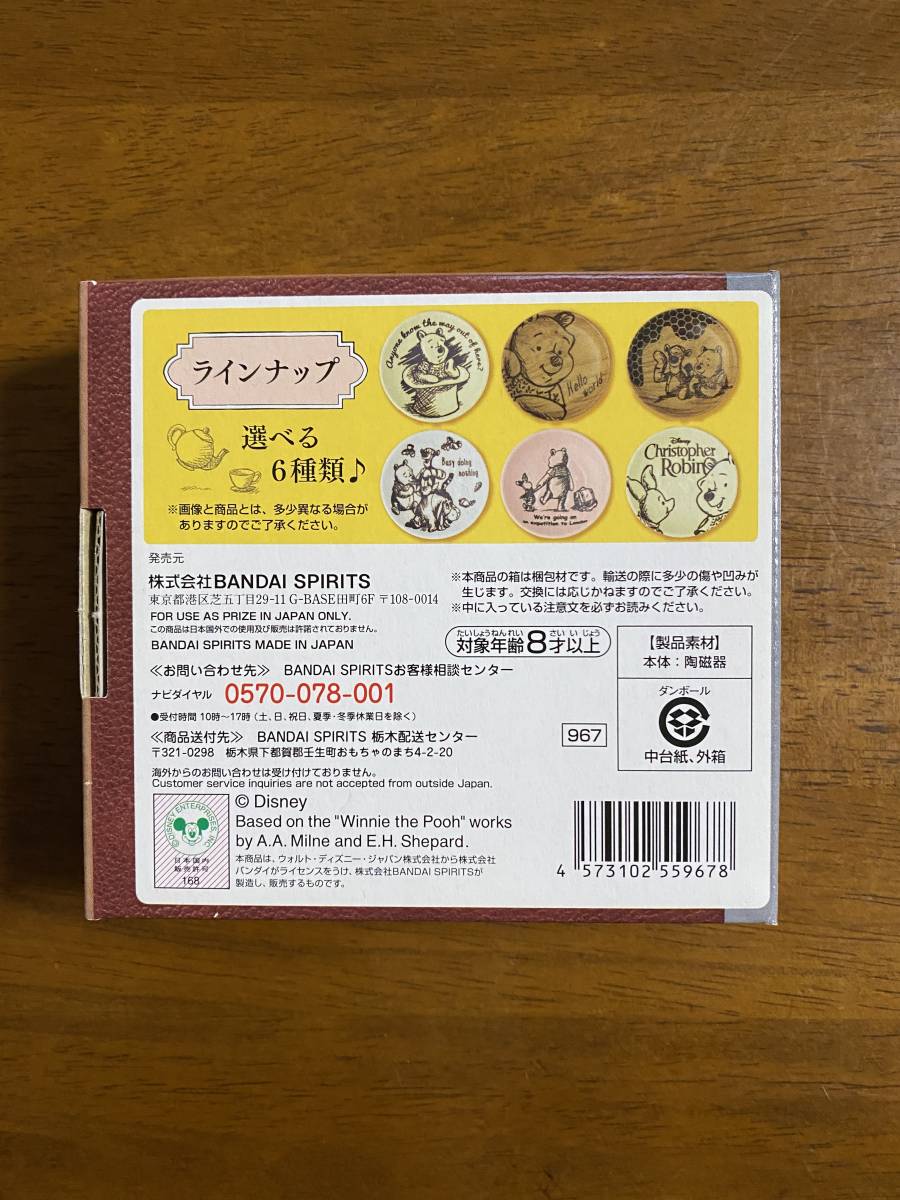 ラインナップ
選べる
6種類♪
※画像と商品とは、多少異なる場合が
ありますのでご了承ください。
Anyone know the way out of here?
Hello
world
Busy doing
nothing
We're going on
an expotition to London
Disney
Christopher
Robin
発売元
株式会社BANDAI SPIRITS
東京都港区芝五丁目29-11 G-BASE田町6F 〒108-0014
FOR USE AS PRIZE IN JAPAN ONLY.
この商品は日本国外での使用及び販売は許諾されておりません。
BANDAI SPIRITS MADE IN JAPAN
※本商品の箱は梱包材です。輸送の際に多少の傷や凹みが
生じます。交換には応じかねますのでご了承ください。
※中に入っている注意文を必ずお読みください。
たいしょうねんれい さい いじょう
対象年齢8才以上
【製品素材】
本体：陶磁器
ダンボール
中台紙、外箱
≪お問い合わせ先≫ BANDAI SPIRITSお客様相談センター
ナビダイヤル 0570-078-001
●受付時間 10時～17時（土、日、祝日、夏季・冬季休業日を除く）
≪商品送付先≫ BANDAI SPIRITS 栃木配送センター
〒321-0298 栃木県下都賀郡壬生町おもちゃのまち4-2-20
967
海外からのお問い合わせは受け付けておりません。
Customer service inquiries are not accepted from outside Japan.
©DISNEY ENTERPRISES, INC.
日本国内
販売許可
168
© Disney
Based on the "Winnie the Pooh" works
by A.A. Milne and E.H. Shepard.
本商品は、ウォルト・ディズニー・ジャパン株式会社から株式会社
バンダイがライセンスをうけ、株式会社BANDAI SPIRITSが
製造し、販売するものです。
4 573102 559678